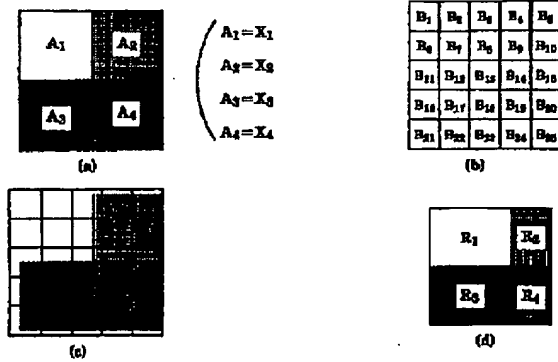 A1 A2
A3 A4
(a)
A1=X1
A2=X2
A3=X3
A4=X4
B1 B2 B3 B4 B5
B6 B7 B8 B9 B10
B11 B12 B13 B14 B15
B16 B17 B18 B19 B20
B21 B22 B23 B24 B25
(b)
(c)
R1 R2
R3 R4
(d)